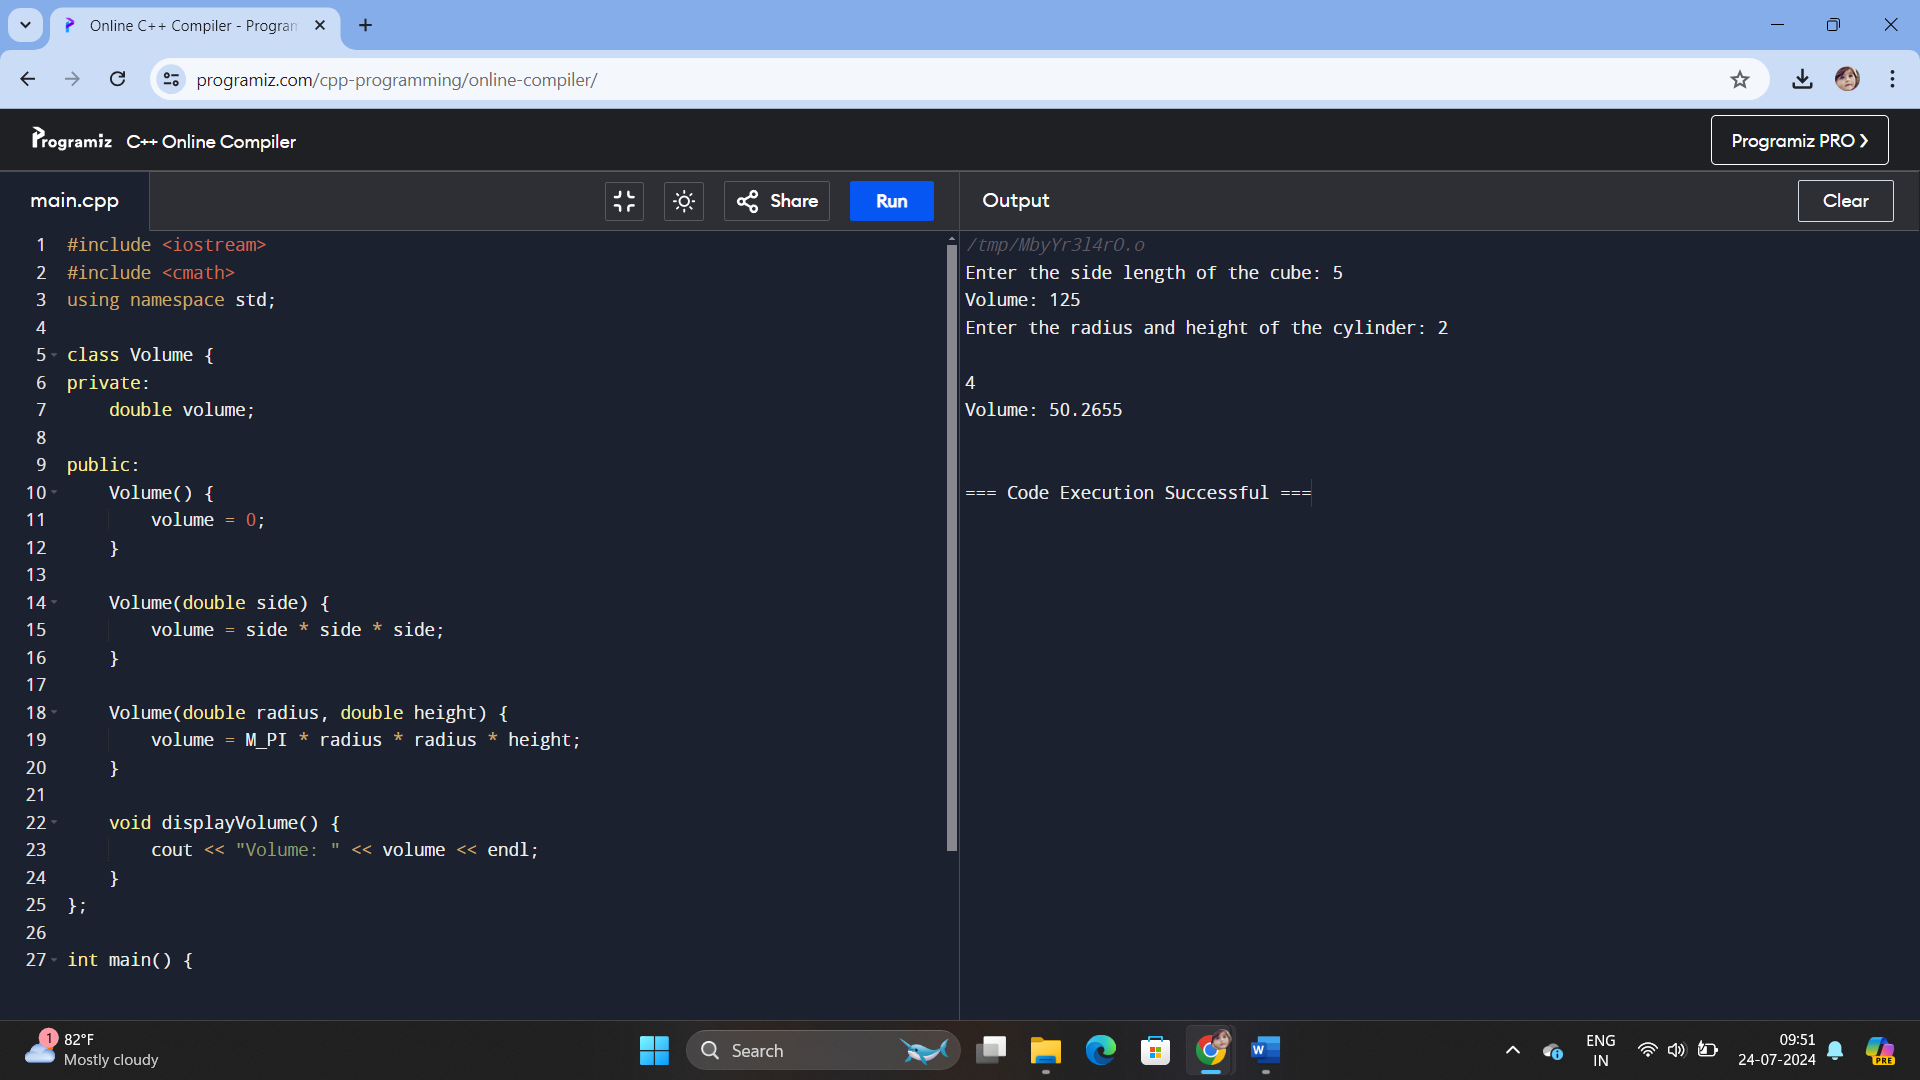 Online C++ Compiler - Program
programiz.com/cpp-programming/online-compiler/
Programiz C++ Online Compiler
Programiz PRO
main.cpp
Share
Run
Output
Clear
1 #include <iostream>
2 #include <cmath>
3 using namespace std;
4
5 class Volume {
6 private:
7     double volume;
8
9 public:
10     Volume() {
11         volume = 0;
12     }
13
14     Volume(double side) {
15         volume = side * side * side;
16     }
17
18     Volume(double radius, double height) {
19         volume = M_PI * radius * radius * height;
20     }
21
22     void displayVolume() {
23         cout << "Volume: " << volume << endl;
24     }
25 };
26
27 int main() {
/tmp/MbyYr3l4rO.o
Enter the side length of the cube: 5
Volume: 125
Enter the radius and height of the cylinder: 2
4
Volume: 50.2655
=== Code Execution Successful ===
1
82°F
Mostly cloudy
Search
W
ENG
IN
09:51
24-07-2024
PRE